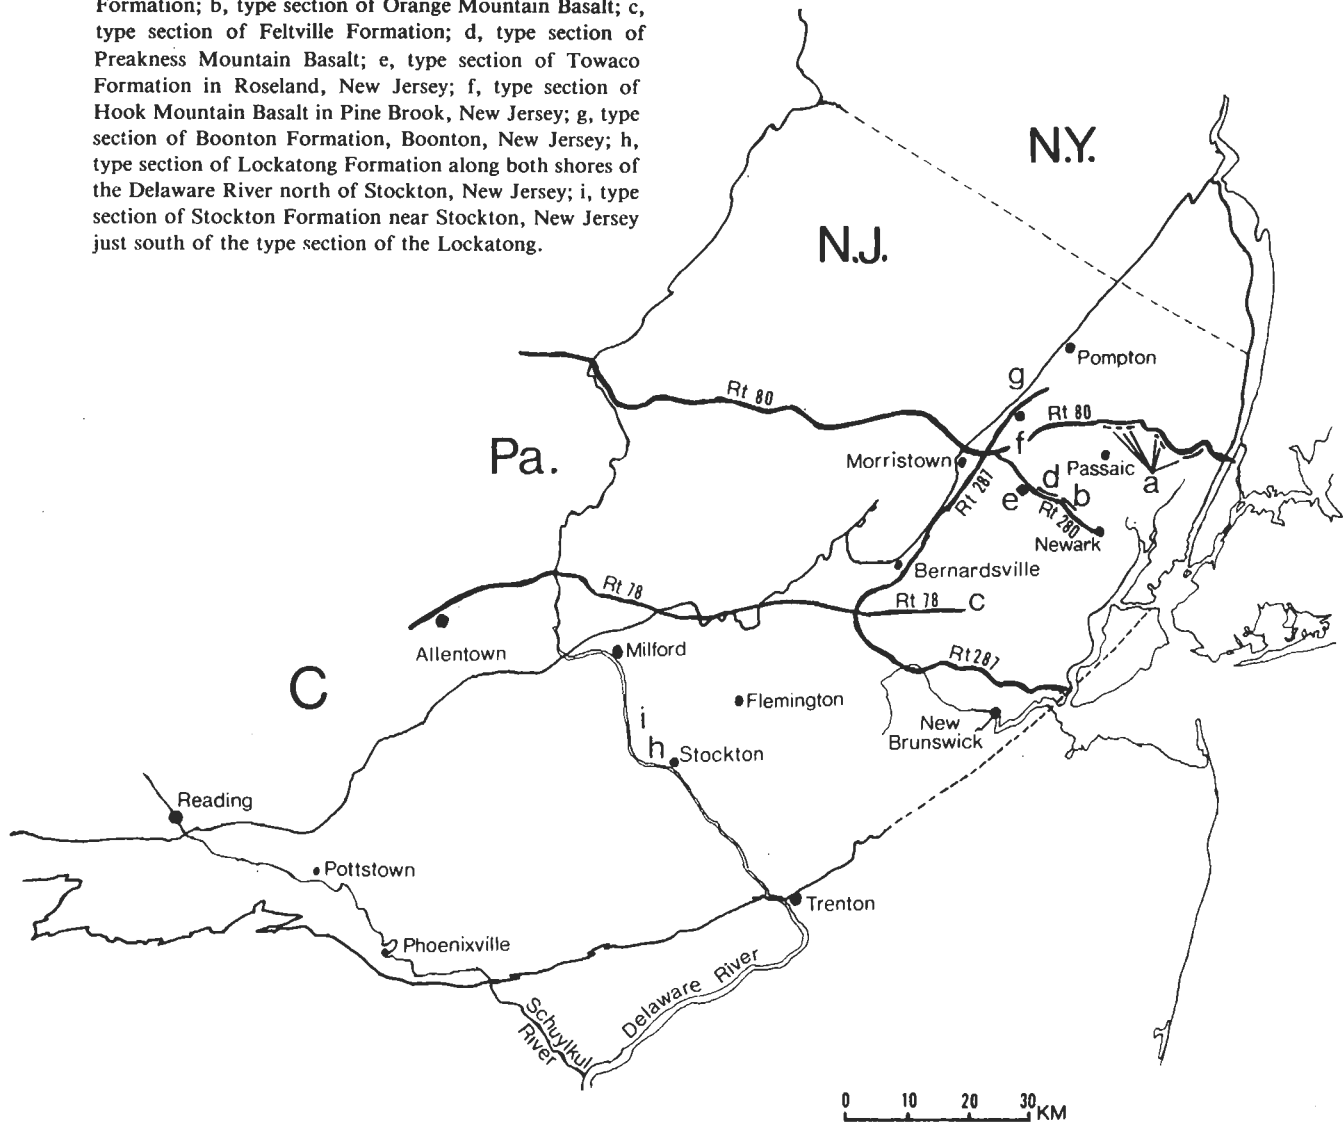 Formation; b, type section of Orange Mountain Basalt; c,
type section of Feltville Formation; d, type section of
Preakness Mountain Basalt; e, type section of Towaco
Formation in Roseland, New Jersey; f, type section of
Hook Mountain Basalt in Pine Brook, New Jersey; g, type
section of Boonton Formation, Boonton, New Jersey; h,
type section of Lockatong Formation along both shores of
the Delaware River north of Stockton, New Jersey; i, type
section of Stockton Formation near Stockton, New Jersey
just south of the type section of the Lockatong.
N.Y.
N.J.
Pompton
g
Rt 80
Rt 80
f
Pa.
Morristown
Passaic
a
Rt 287
d
e
b
Rt 280
Newark
Bernardsville
Rt 78
Rt 78
C
Allentown
Milford
Rt 287
C
Flemington
i
New
Brunswick
h
Stockton
Reading
Pottstown
Trenton
Phoenixville
Delaware River
Schuylkul
River
0 10 20 30 KM